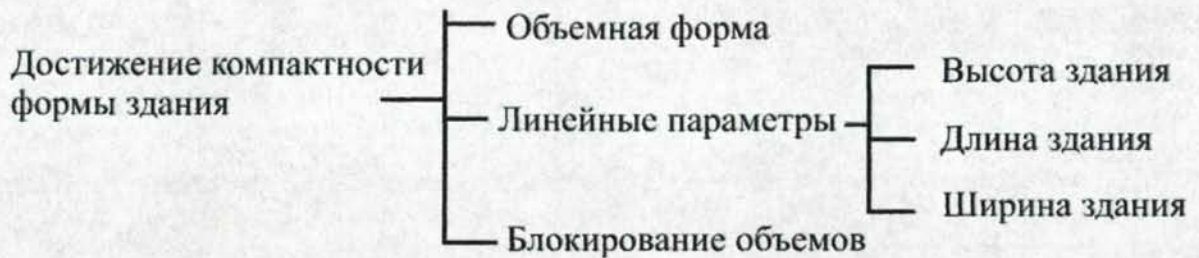 Объемная форма
Достижение компактности
формы здания
Линейные параметры
Высота здания
Длина здания
Ширина здания
Блокирование объемов